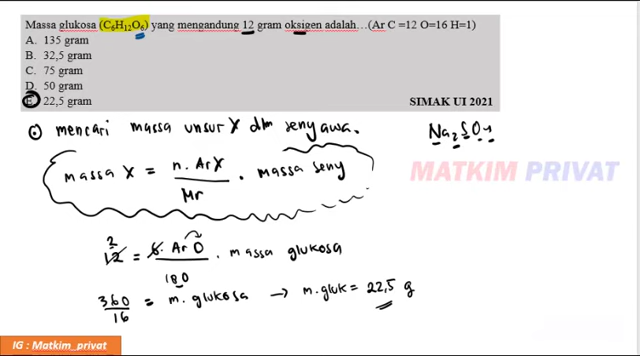 Massa glukosa (C₆H₁₂O₆) yang mengandung 12 gram oksigen adalah…(Ar C =12 O=16 H=1)
A. 135 gram
B. 32,5 gram
C. 75 gram
D. 50 gram
E. 22,5 gram
SIMAK UI 2021
mencari massa unsur X dlm senyawa.
Na₂SO₄
massa X = n. Ar X / Mr . massa seny
MATKIM PRIVAT
2
12 = 6. Ar O / 180 . massa glukosa
360 / 16 = m. glukosa → m. gluk = 22,5 g
IG : Matkim_privat